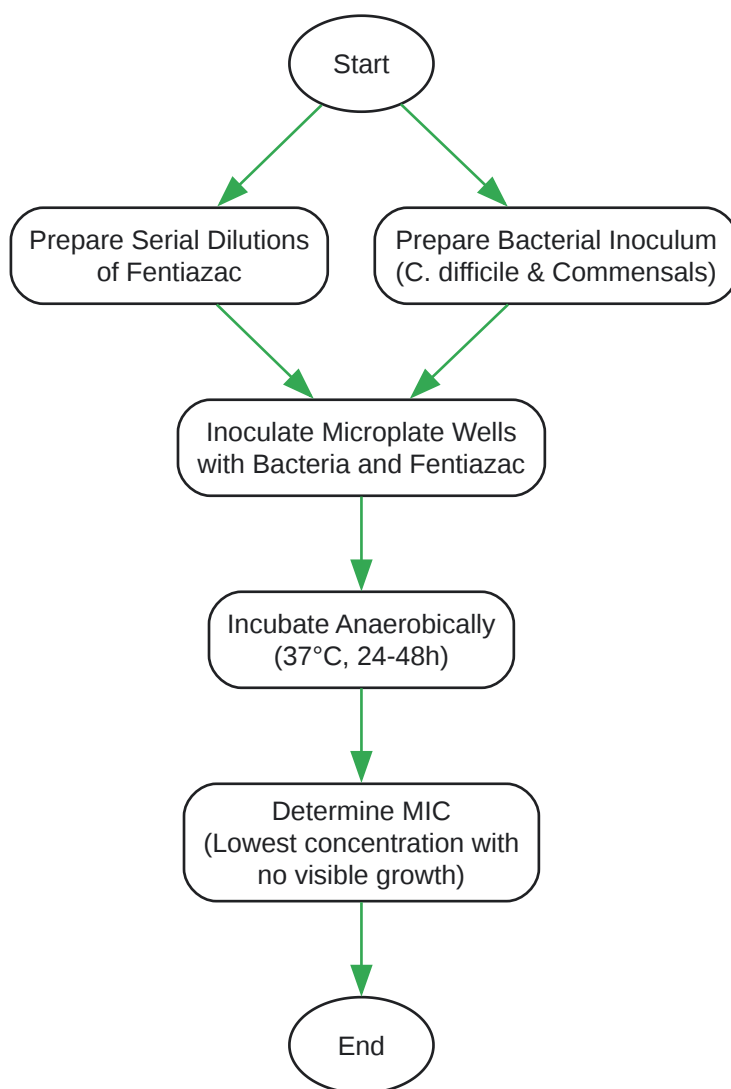 Start
Prepare Serial Dilutions
of Fentiazac
Prepare Bacterial Inoculum
(C. difficile & Commensals)
Inoculate Microplate Wells
with Bacteria and Fentiazac
Incubate Anaerobically
(37°C, 24-48h)
Determine MIC
(Lowest concentration with
no visible growth)
End